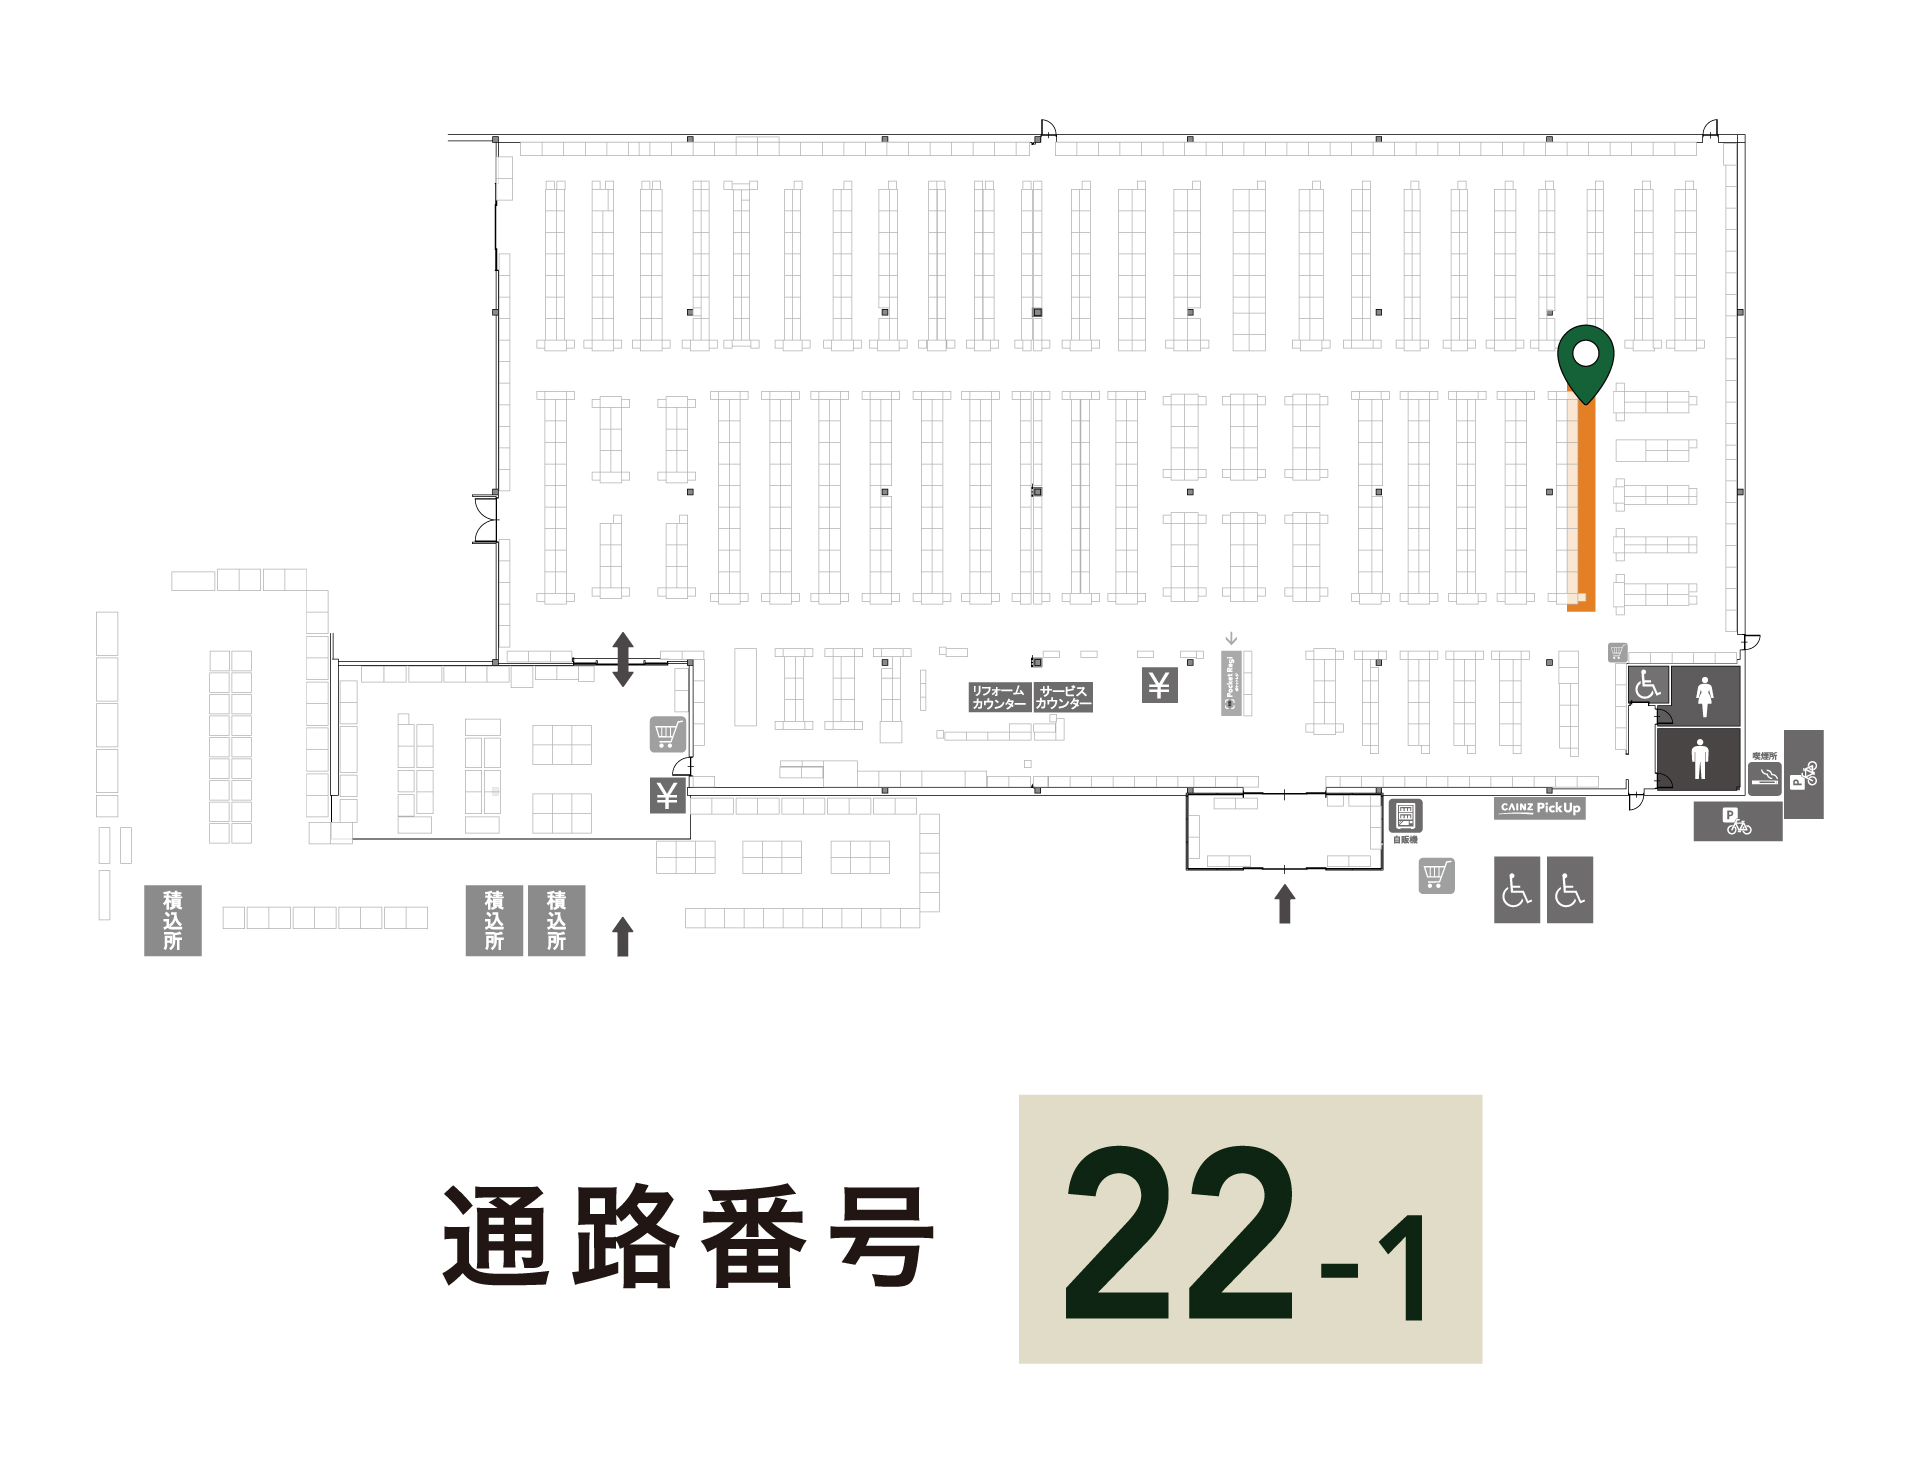 リフォーム
カウンター
サービス
カウンター
¥
Pocket Regi
¥
喫煙所
P
P
CAINZ PickUp
自販機
積込所
積込所
積込所
通路番号
22-1